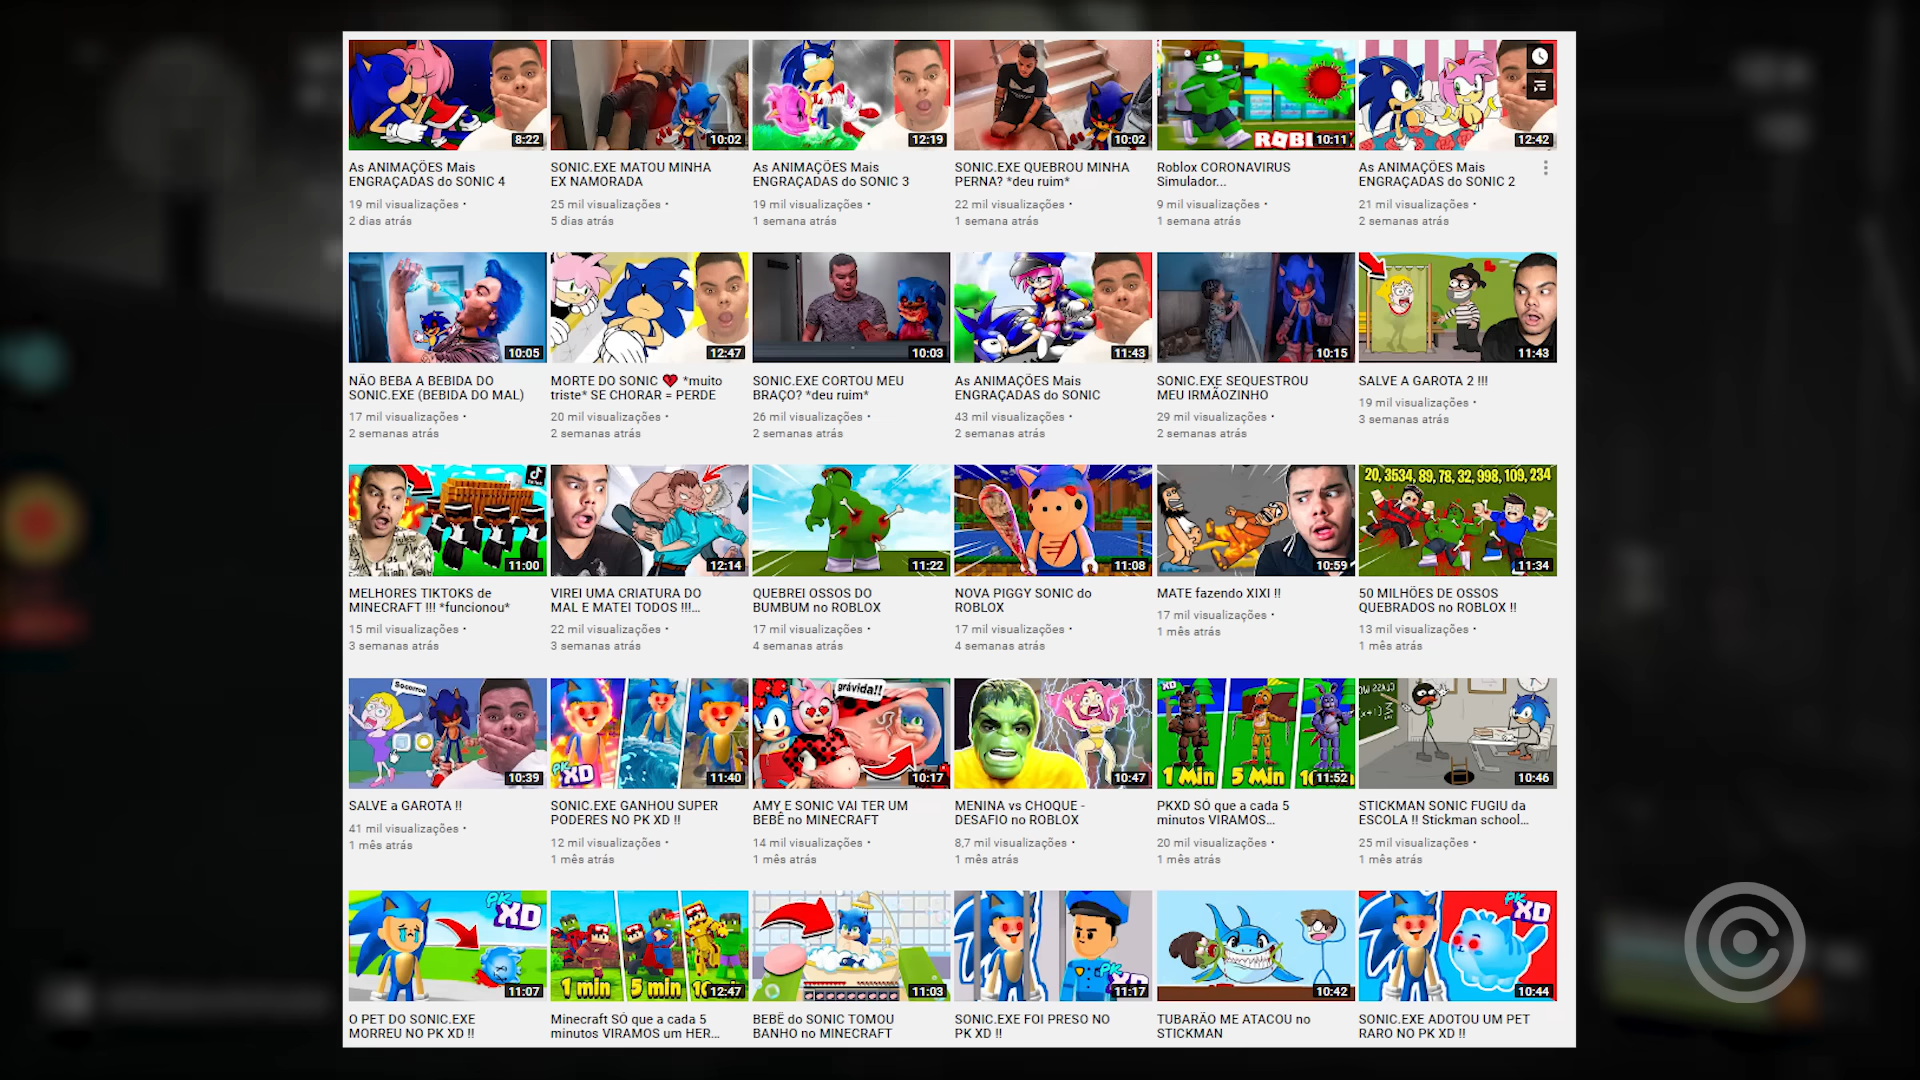 8:22
10:02
12:19
10:02
ROBL
10:11
12:42
As ANIMAÇÕES Mais
ENGRAÇADAS do SONIC 4
19 mil visualizações •
2 dias atrás
SONIC.EXE MATOU MINHA
EX NAMORADA
25 mil visualizações •
5 dias atrás
As ANIMAÇÕES Mais
ENGRAÇADAS do SONIC 3
19 mil visualizações •
1 semana atrás
SONIC.EXE QUEBROU MINHA
PERNA? *deu ruim*
22 mil visualizações •
1 semana atrás
Roblox CORONAVIRUS
Simulador...
9 mil visualizações •
1 semana atrás
As ANIMAÇÕES Mais
ENGRAÇADAS do SONIC 2
21 mil visualizações •
2 semanas atrás
10:05
12:47
10:03
11:43
10:15
11:43
NÃO BEBA A BEBIDA DO
SONIC.EXE (BEBIDA DO MAL)
17 mil visualizações •
2 semanas atrás
MORTE DO SONIC 💔 *muito
triste* SE CHORAR = PERDE
20 mil visualizações •
2 semanas atrás
SONIC.EXE CORTOU MEU
BRAÇO? *deu ruim*
26 mil visualizações •
2 semanas atrás
As ANIMAÇÕES Mais
ENGRAÇADAS do SONIC
43 mil visualizações •
2 semanas atrás
SONIC.EXE SEQUESTROU
MEU IRMÃOZINHO
29 mil visualizações •
2 semanas atrás
SALVE A GAROTA 2 !!!
19 mil visualizações •
3 semanas atrás
11:00
12:14
11:22
11:08
10:59
20, 3534, 89, 78, 32, 998, 109, 234
11:34
MELHORES TIKTOKS de
MINECRAFT !!! *funcionou*
15 mil visualizações •
3 semanas atrás
VIREI UMA CRIATURA DO
MAL E MATEI TODOS !!!...
22 mil visualizações •
3 semanas atrás
QUEBREI OSSOS DO
BUMBUM no ROBLOX
17 mil visualizações •
4 semanas atrás
NOVA PIGGY SONIC do
ROBLOX
17 mil visualizações •
4 semanas atrás
MATE fazendo XIXI !!
17 mil visualizações •
1 mês atrás
50 MILHÕES DE OSSOS
QUEBRADOS no ROBLOX !!
13 mil visualizações •
1 mês atrás
Socorroo
10:39
PK XD
11:40
grávida!!
10:17
10:47
XD
1 Min 5 Min 10
11:52
10:46
SALVE a GAROTA !!
41 mil visualizações •
1 mês atrás
SONIC.EXE GANHOU SUPER
PODERES NO PK XD !!
12 mil visualizações •
1 mês atrás
AMY E SONIC VAI TER UM
BEBÊ no MINECRAFT
14 mil visualizações •
1 mês atrás
MENINA vs CHOQUE -
DESAFIO no ROBLOX
8,7 mil visualizações •
1 mês atrás
PKXD SÓ que a cada 5
minutos VIRAMOS...
20 mil visualizações •
1 mês atrás
STICKMAN SONIC FUGIU da
ESCOLA !! Stickman school...
25 mil visualizações •
1 mês atrás
PK XD
11:07
1 min 5 min 10
12:47
11:03
PK XD
11:17
10:42
PK XD
10:44
O PET DO SONIC.EXE
MORREU NO PK XD !!
Minecraft SÓ que a cada 5
minutos VIRAMOS um HER...
BEBÊ do SONIC TOMOU
BANHO no MINECRAFT
SONIC.EXE FOI PRESO NO
PK XD !!
TUBARÃO ME ATACOU no
STICKMAN
SONIC.EXE ADOTOU UM PET
RARO NO PK XD !!